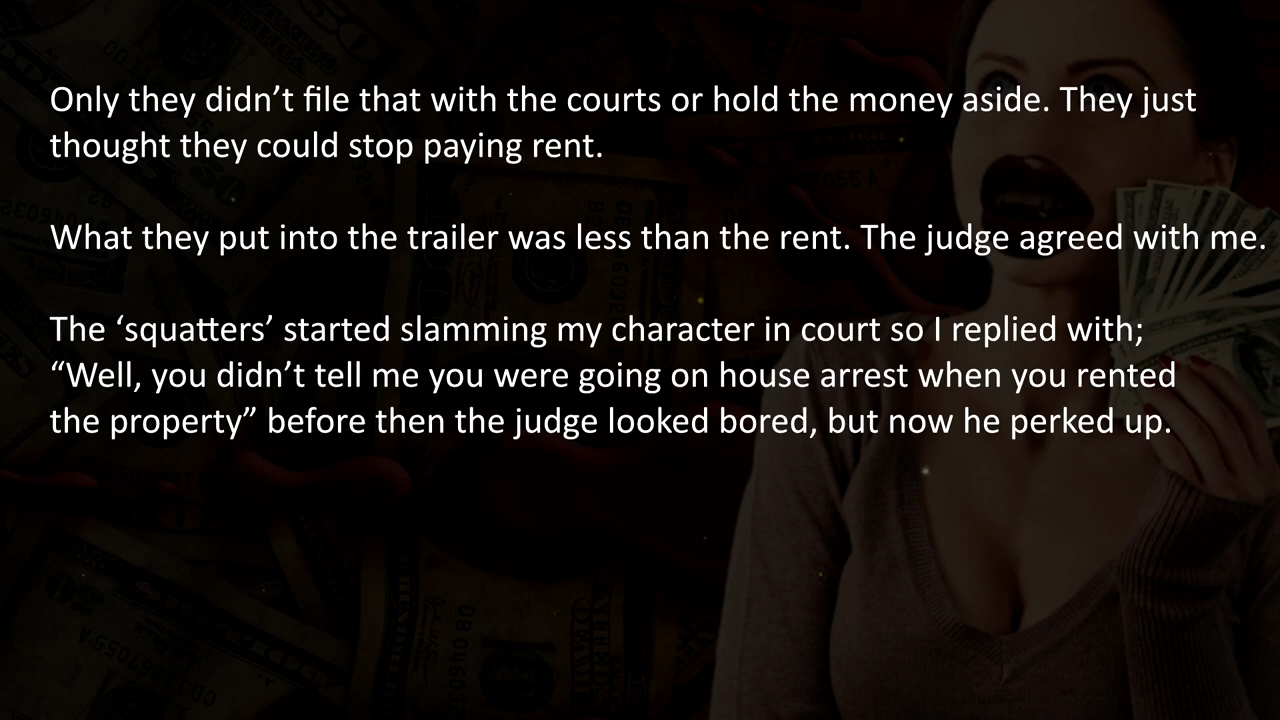 Only they didn’t file that with the courts or hold the money aside. They just
thought they could stop paying rent.
What they put into the trailer was less than the rent. The judge agreed with me.
The ‘squatters’ started slamming my character in court so I replied with;
“Well, you didn’t tell me you were going on house arrest when you rented
the property” before then the judge looked bored, but now he perked up.